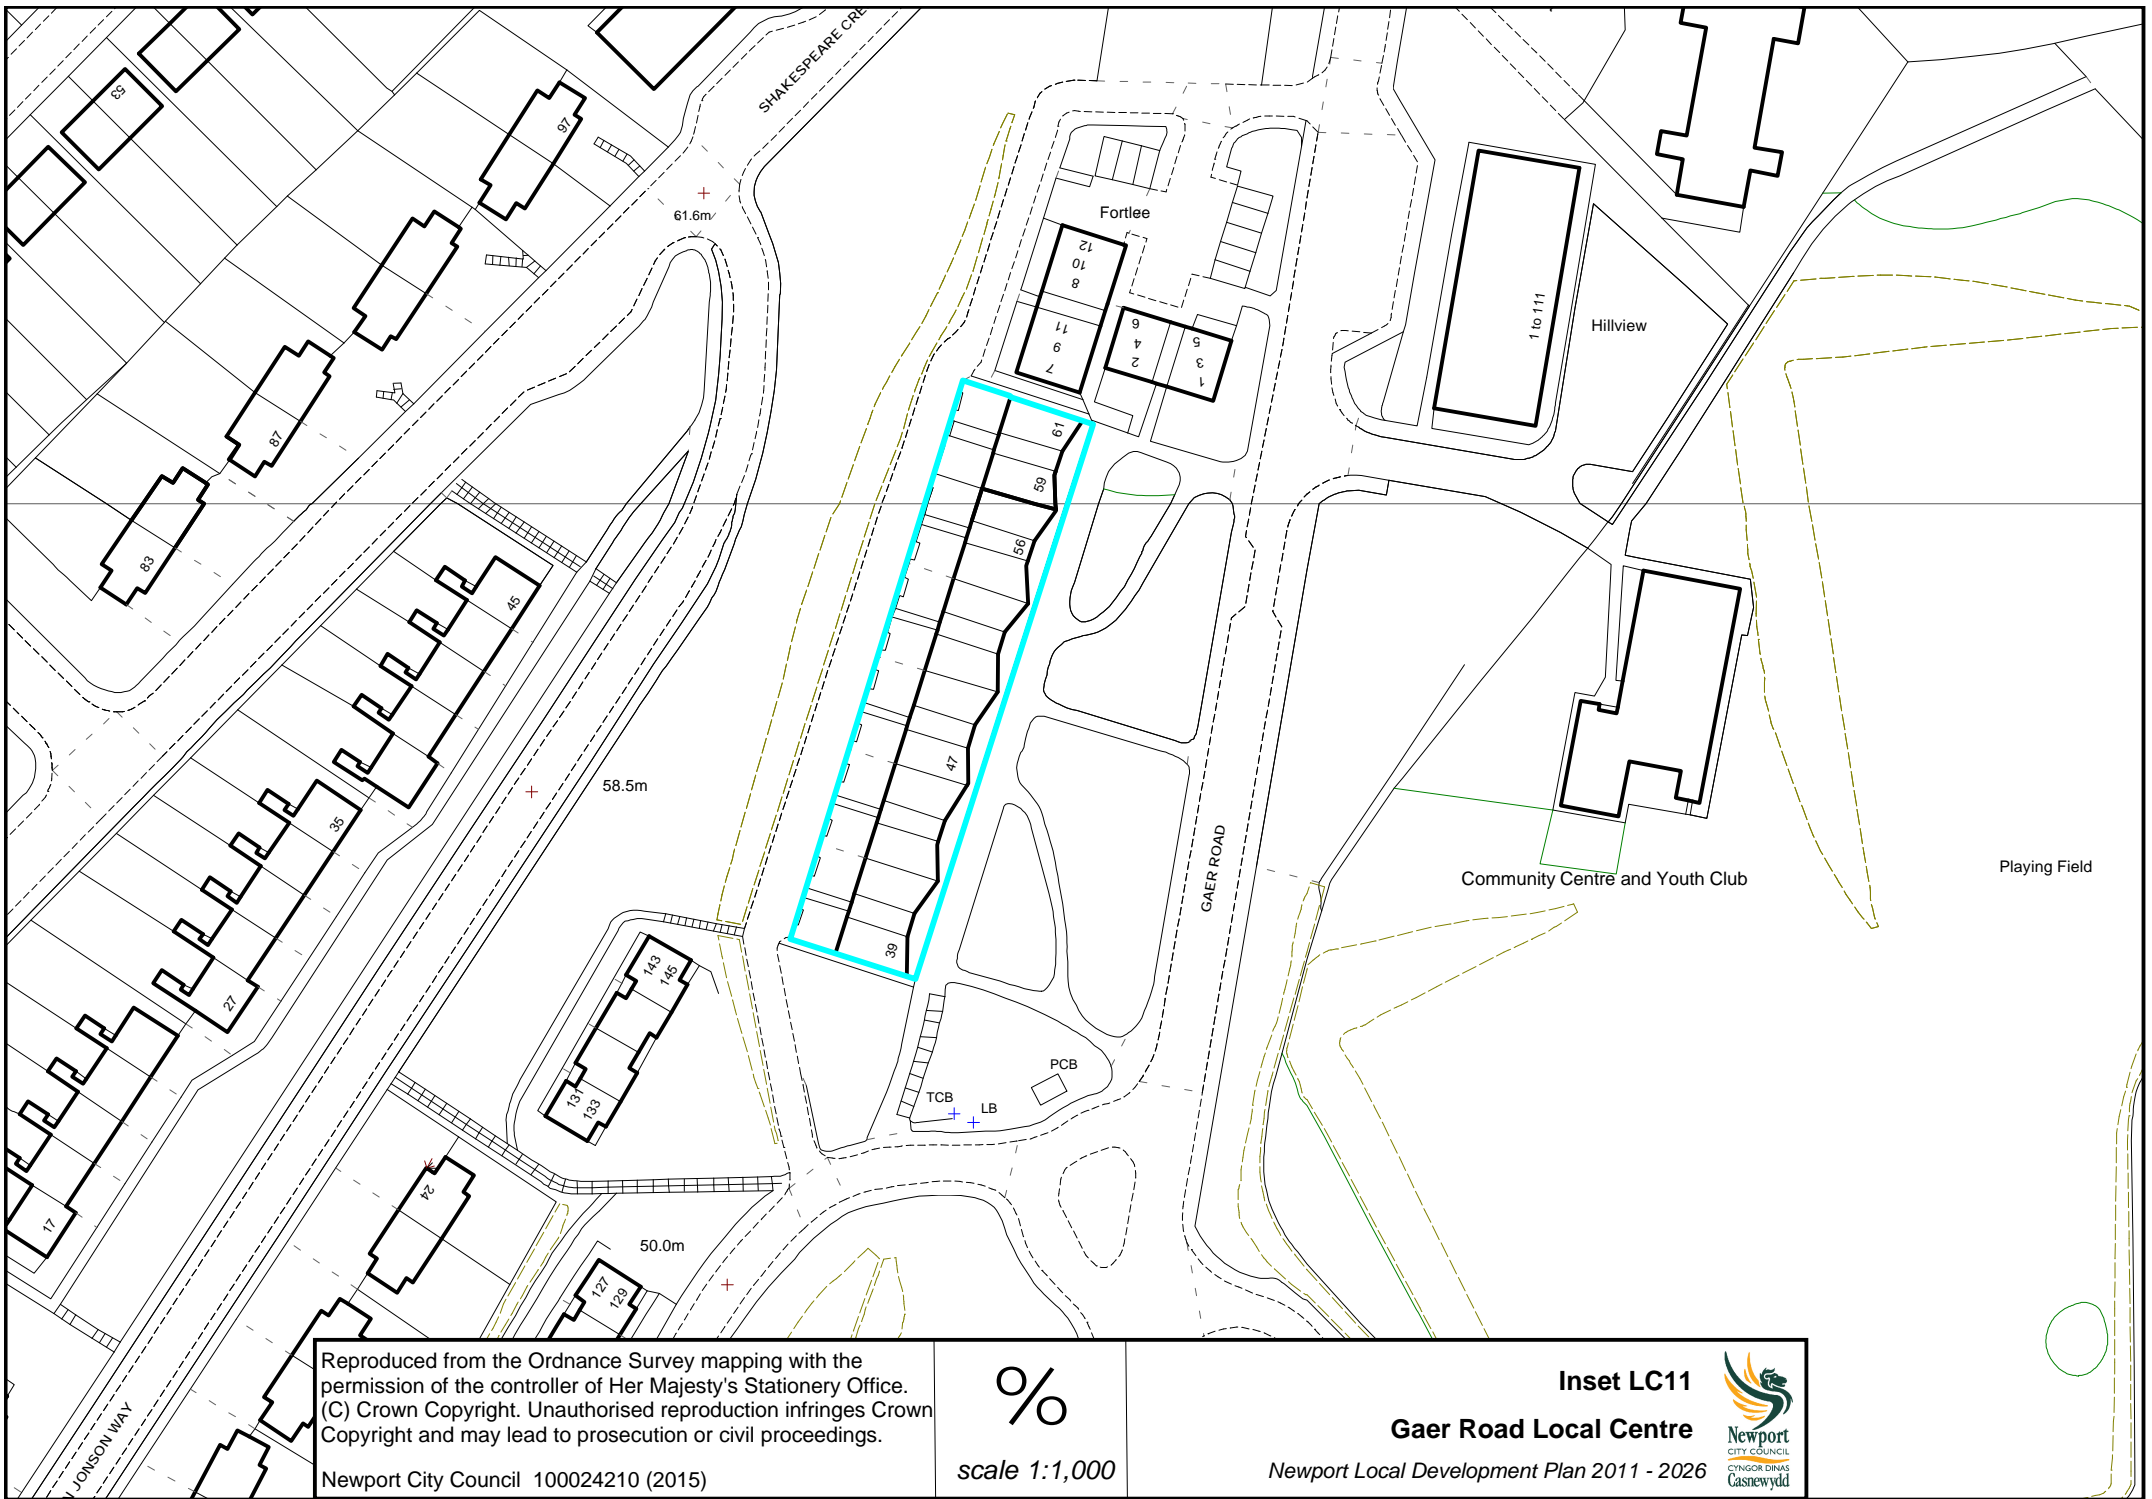 SHAKESPEARE CRE
53
97
61.6m
Fortlee
12
10
8
11
9
7
6
4
2
5
3
1
1 to 111
Hillview
87
61
59
83
56
45
47
58.5m
35
GAER ROAD
Community Centre and Youth Club
Playing Field
39
27
143
145
PCB
TCB
LB
131
133
24
17
50.0m
127
129
N JONSON WAY
Reproduced from the Ordnance Survey mapping with the
permission of the controller of Her Majesty's Stationery Office.
(C) Crown Copyright. Unauthorised reproduction infringes Crown
Copyright and may lead to prosecution or civil proceedings.
Newport City Council 100024210 (2015)
%
scale 1:1,000
Inset LC11
Gaer Road Local Centre
Newport Local Development Plan 2011 - 2026
Newport
CITY COUNCIL
CYNGOR DINAS
Casnewydd